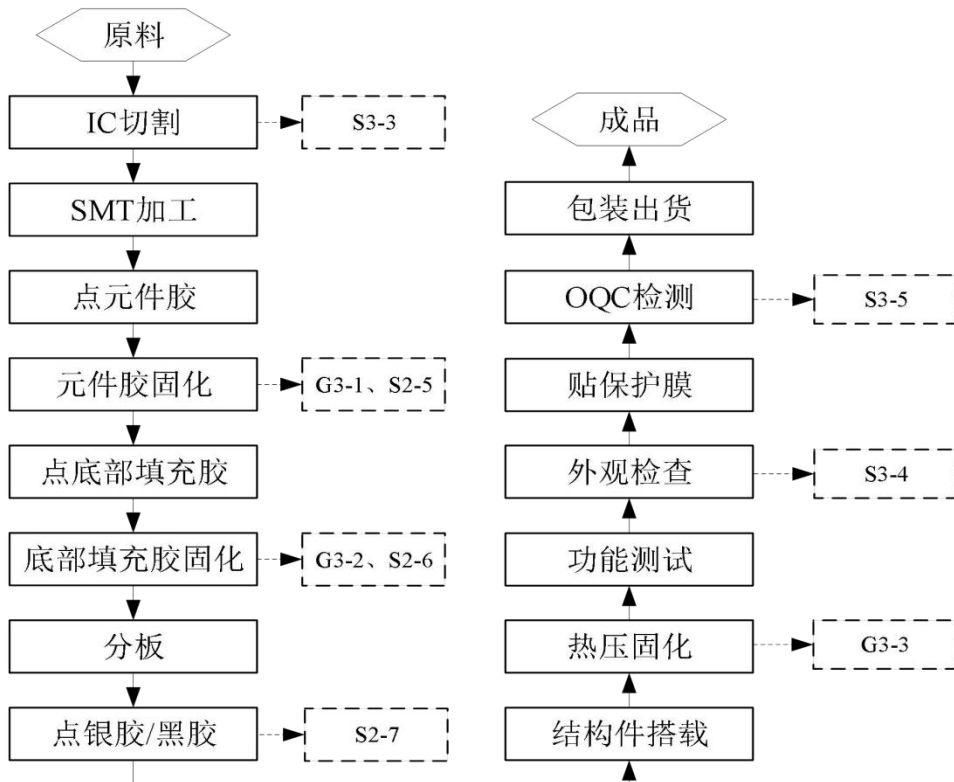 原料
IC切割
S3-3
SMT加工
点元件胶
元件胶固化
G3-1、S2-5
点底部填充胶
底部填充胶固化
G3-2、S2-6
分板
点银胶/黑胶
S2-7
成品
包装出货
OQC检测
S3-5
贴保护膜
外观检查
S3-4
功能测试
热压固化
G3-3
结构件搭载